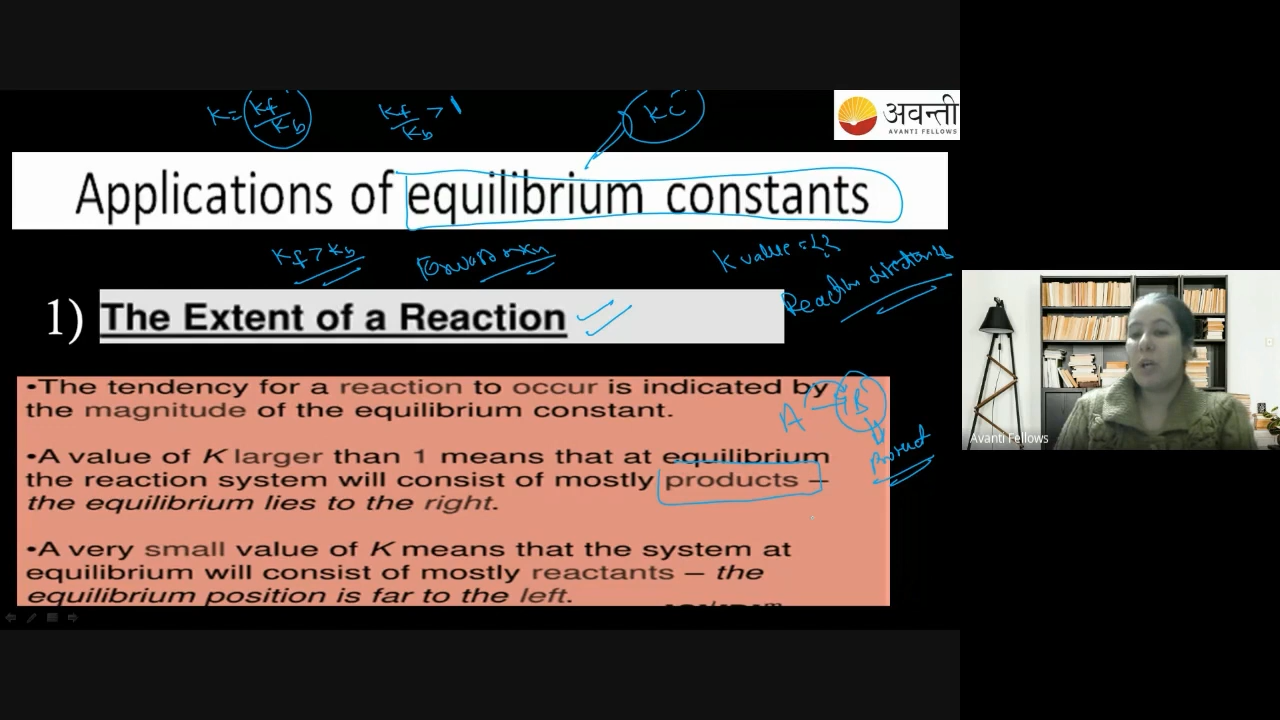 K = Kf / Kb
Kf / Kb > 1
Kc
अवन्ती
AVANTI FELLOWS
Applications of equilibrium constants
Kf > Kb
Forward rxn
K value = ??
Reaction direction
1) The Extent of a Reaction
•The tendency for a reaction to occur is indicated by
the magnitude of the equilibrium constant.
A → B
Product
•A value of K larger than 1 means that at equilibrium
the reaction system will consist of mostly products –
the equilibrium lies to the right.
•A very small value of K means that the system at
equilibrium will consist of mostly reactants – the
equilibrium position is far to the left.
Avanti Fellows